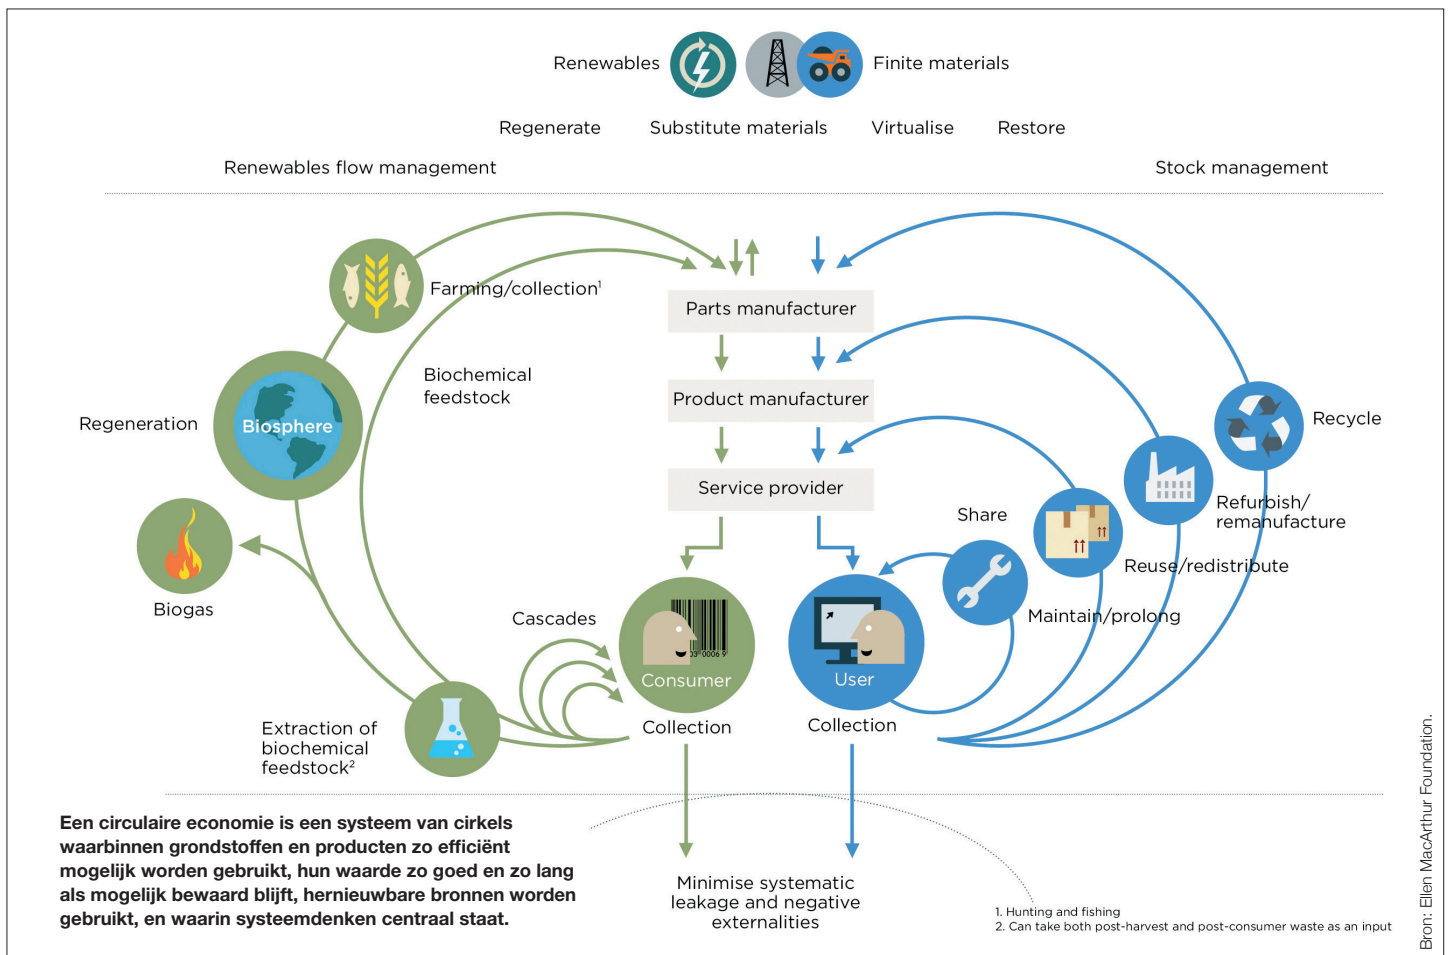 Renewables
Finite materials
Regenerate
Substitute materials
Virtualise
Restore
Renewables flow management
Stock management
Farming/collection¹
Parts manufacturer
Biochemical
feedstock
Product manufacturer
Regeneration
Biosphere
Recycle
Service provider
Share
Refurbish/
remanufacture
Reuse/redistribute
Biogas
Cascades
Maintain/prolong
03 0006 9
Consumer
User
Collection
Collection
Extraction of
biochemical
feedstock²
Een circulaire economie is een systeem van cirkels
waarbinnen grondstoffen en producten zo efficiënt
mogelijk worden gebruikt, hun waarde zo goed en zo lang
als mogelijk bewaard blijft, hernieuwbare bronnen worden
gebruikt, en waarin systeemdenken centraal staat.
Minimise systematic
leakage and negative
externalities
1. Hunting and fishing
2. Can take both post-harvest and post-consumer waste as an input
Bron: Ellen MacArthur Foundation.